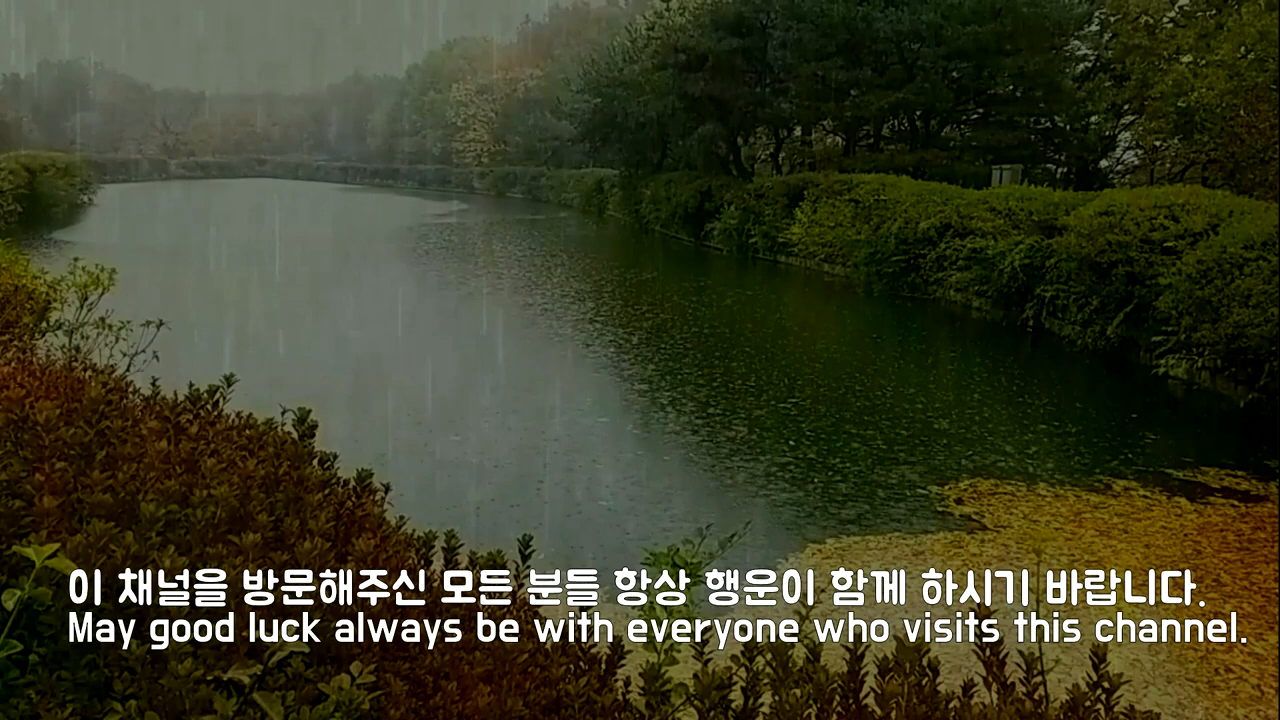 이 채널을 방문해주신 모든 분들 항상 행운이 함께 하시기 바랍니다.
May good luck always be with everyone who visits this channel.